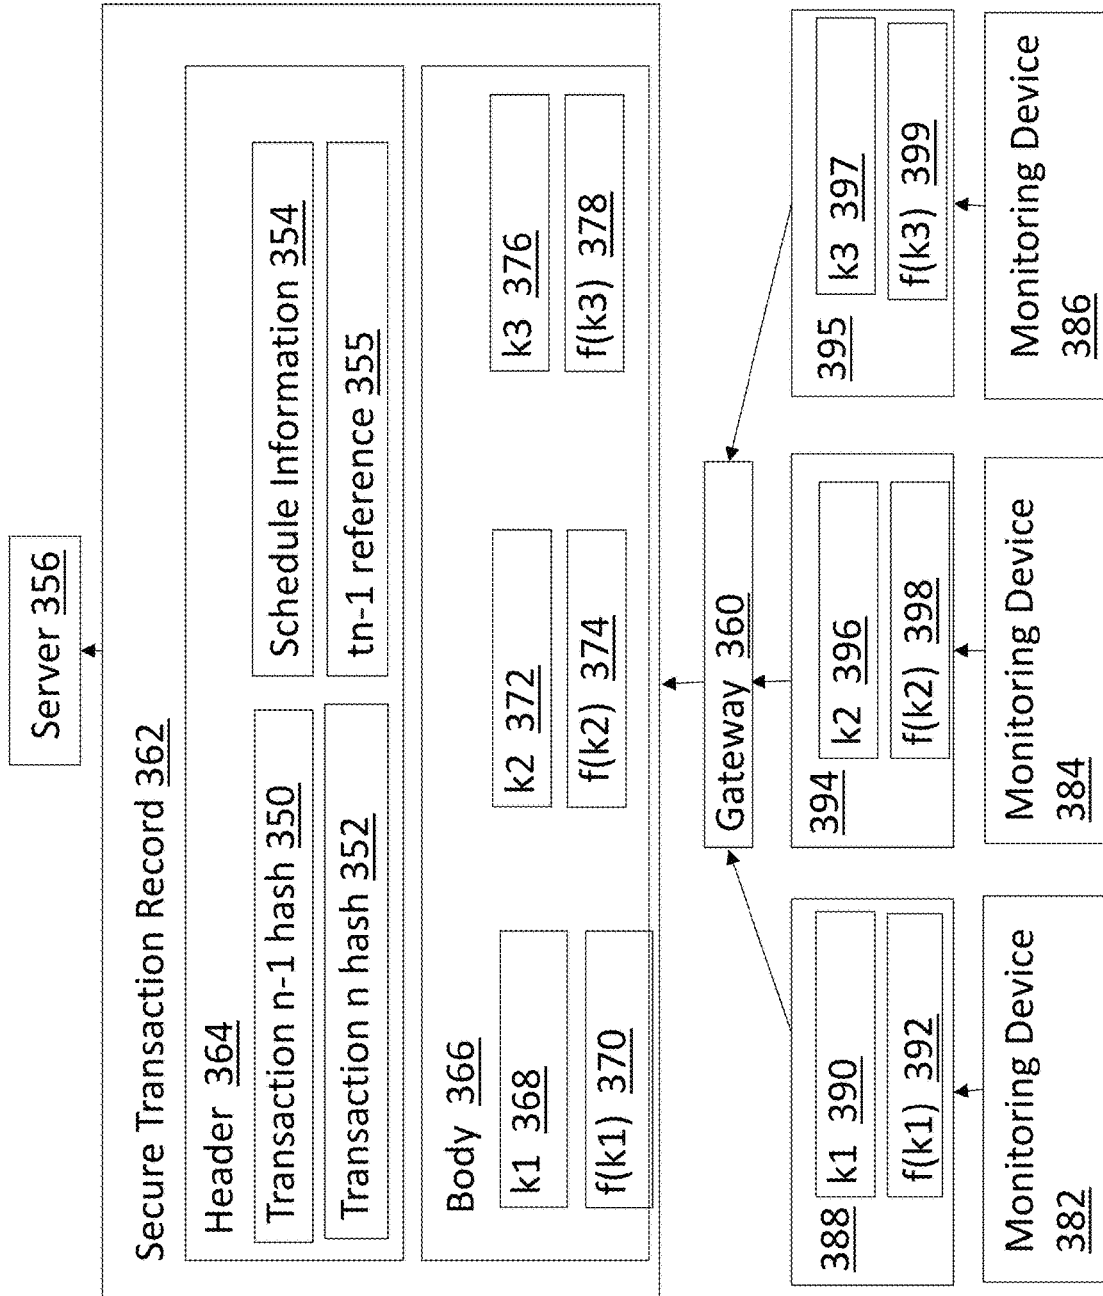 Server 356
Secure Transaction Record 362
Header 364
Transaction n-1 hash 350
Schedule Information 354
Transaction n hash 352
tn-1 reference 355
Body 366
k1 368
k2 372
k3 376
f(k1) 370
f(k2) 374
f(k3) 378
Gateway 360
388
k1 390
f(k1) 392
394
k2 396
f(k2) 398
395
k3 397
f(k3) 399
Monitoring Device
382
Monitoring Device
384
Monitoring Device
386